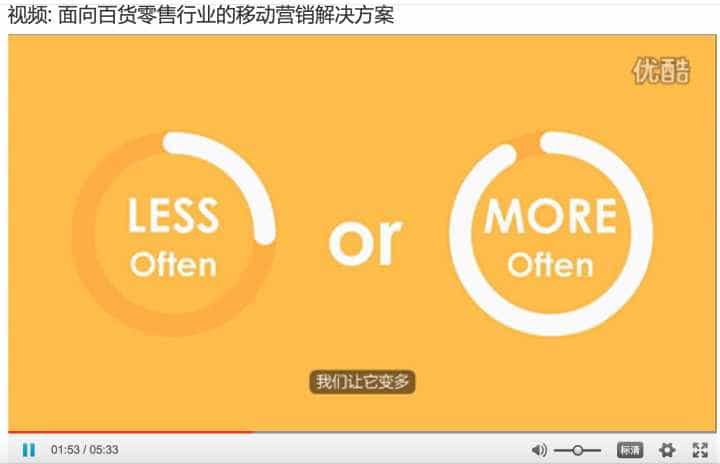 视频: 面向百货零售行业的移动营销解决方案
优酷
LESS
Often
or
MORE
Often
我们让它变多
01:53 / 05:33
标清